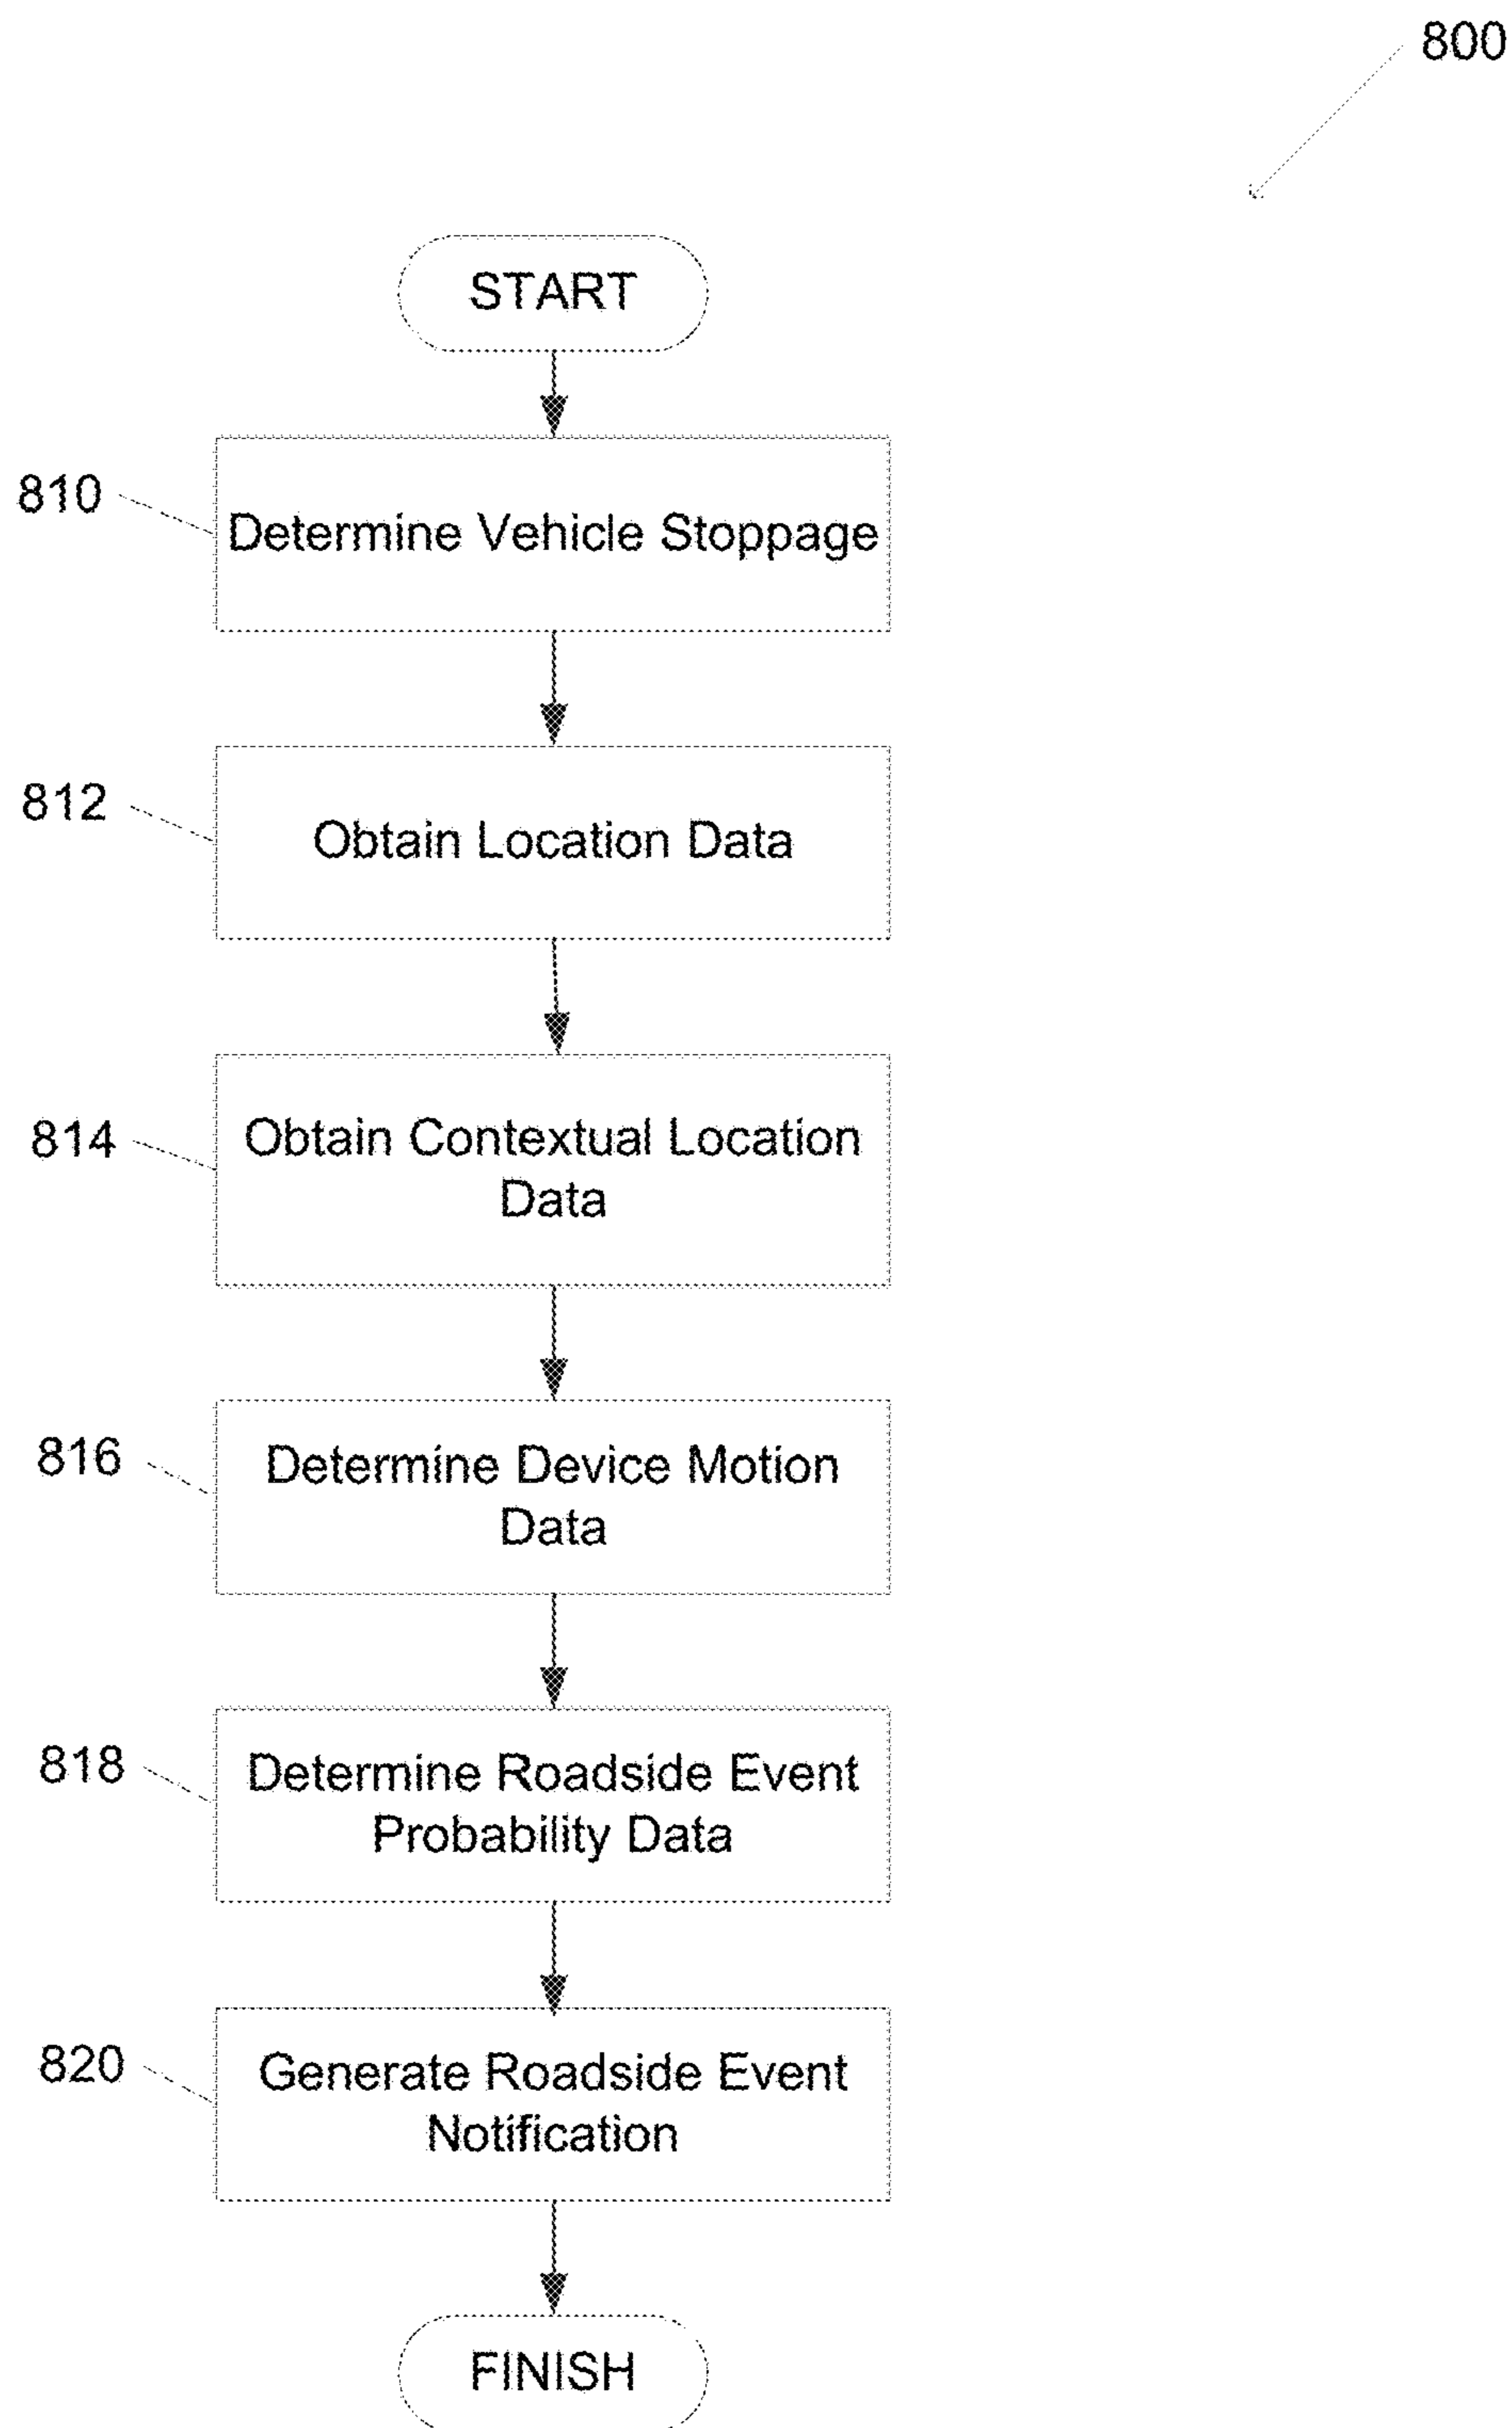 800
START
810
Determine Vehicle Stoppage
812
Obtain Location Data
814
Obtain Contextual Location
Data
816
Determine Device Motion
Data
818
Determine Roadside Event
Probability Data
820
Generate Roadside Event
Notification
FINISH